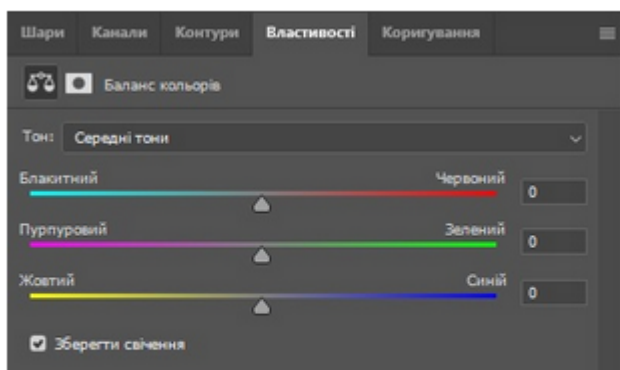 Шари Канали Контури Властивості Коригування
Баланс кольорів
Тон: Середні тони
Блакитний Червоний
0
Пурпуровий Зелений
0
Жовтий Синій
0
Зберегти свічення